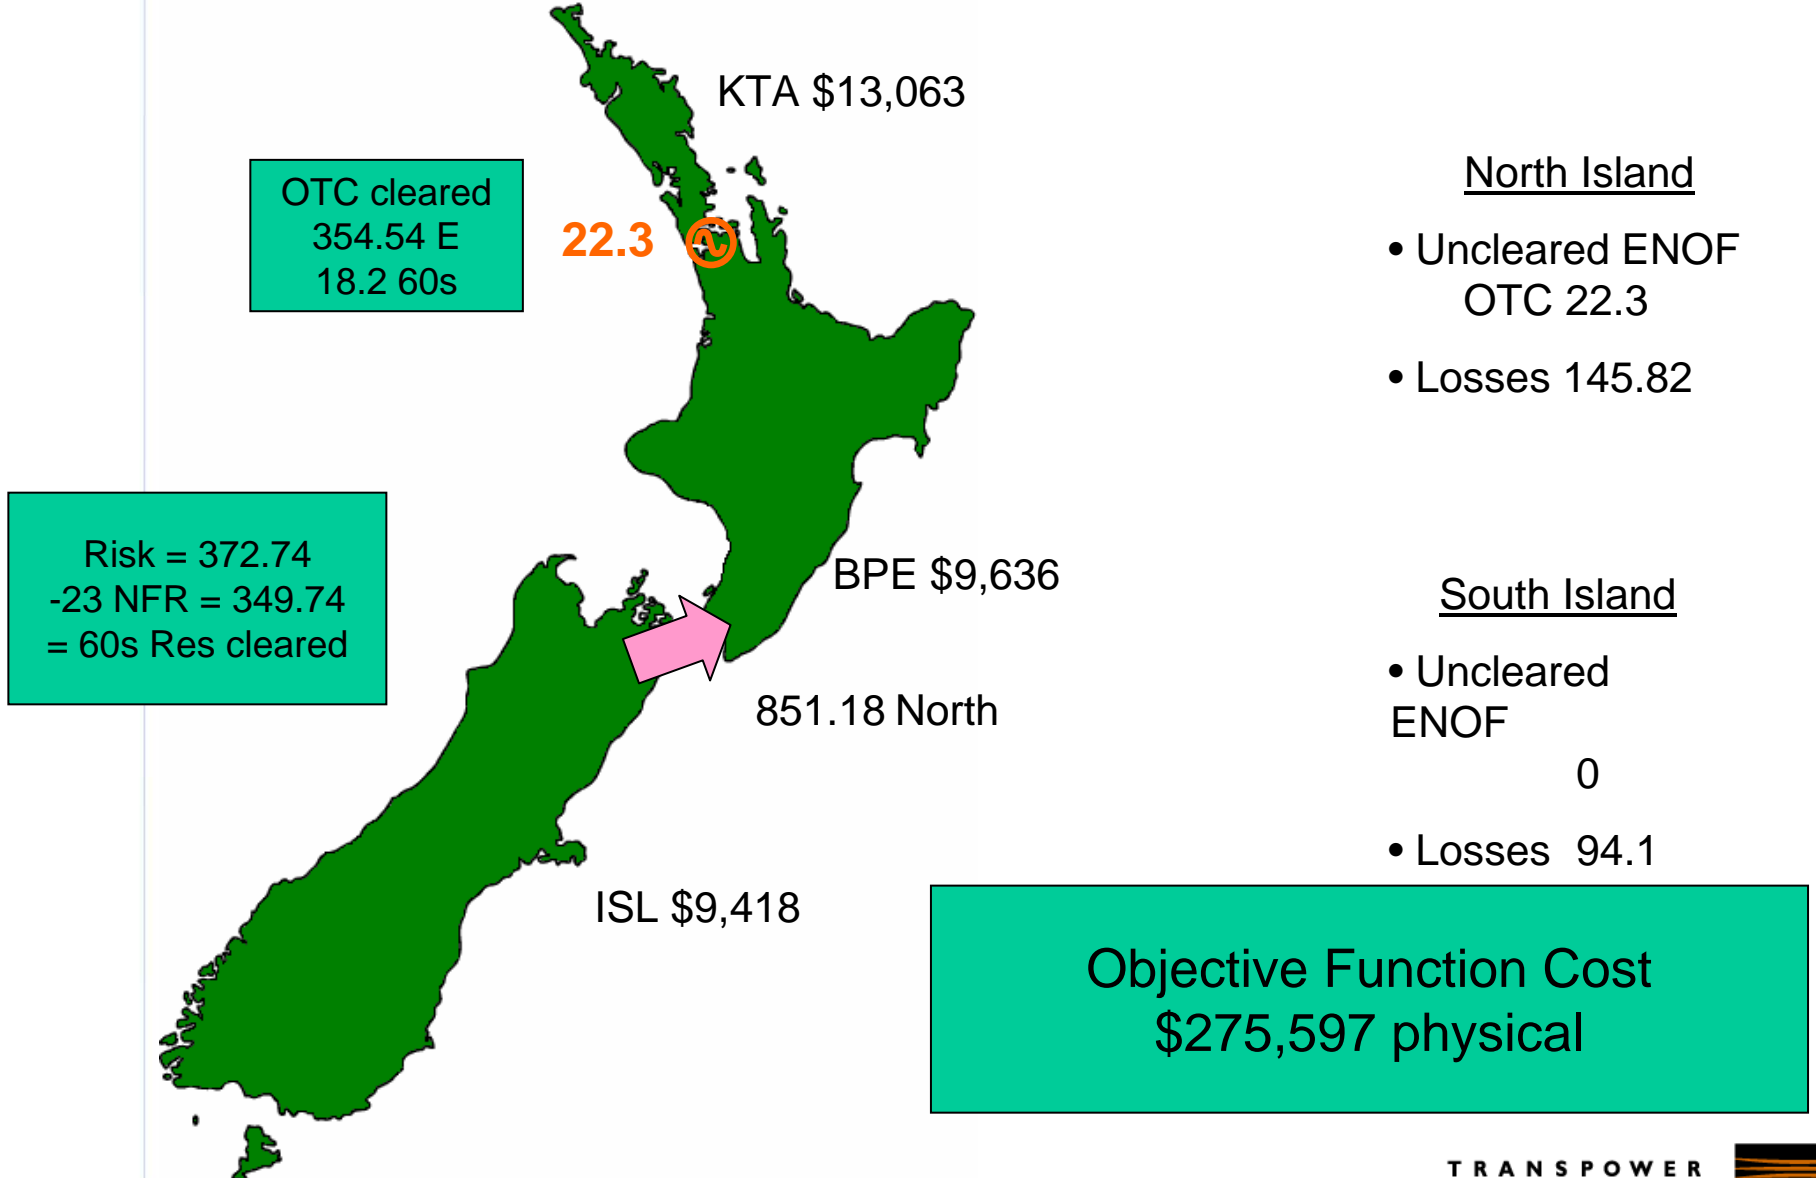 KTA $13,063
OTC cleared
354.54 E
18.2 60s
22.3
North Island
• Uncleared ENOF
OTC 22.3
• Losses 145.82
Risk = 372.74
-23 NFR = 349.74
= 60s Res cleared
BPE $9,636
851.18 North
South Island
• Uncleared
ENOF
0
• Losses 94.1
ISL $9,418
Objective Function Cost
$275,597 physical
TRANSPOWER